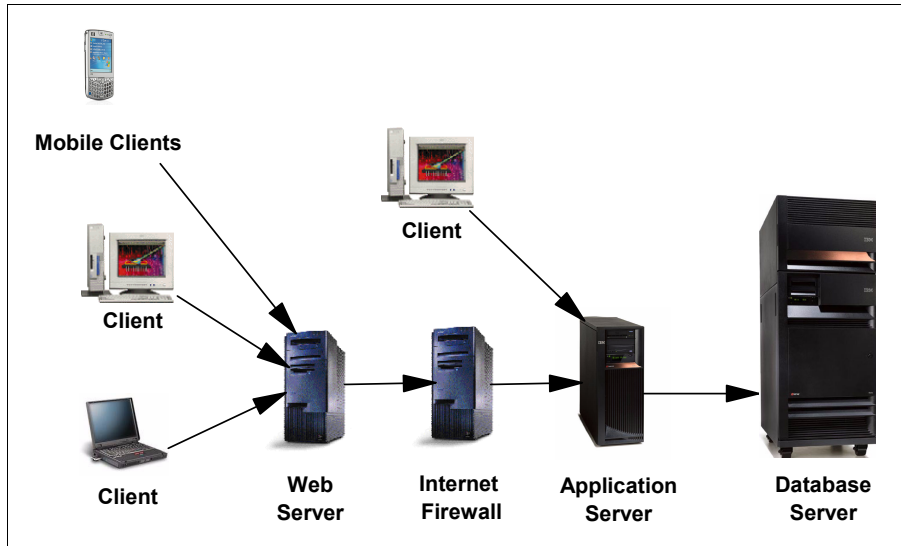 Mobile Clients
Client
Client
Client
Web
Server
Internet
Firewall
Application
Server
Database
Server